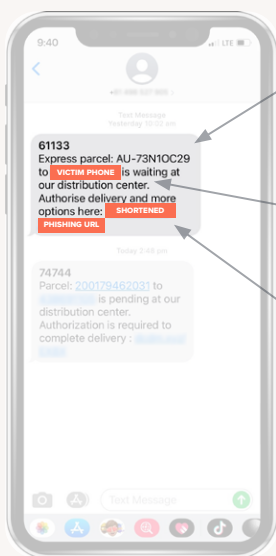 9:40
LTE
Text Message
Yesterday 10:02 am
61133
Express parcel: AU-73N1OC29
to VICTIM PHONE is waiting at
our distribution center.
Authorise delivery and more
options here: SHORTENED
PHISHING URL
Today 2:48 pm
74744
Parcel: 200179462031 to
is pending at our
distribution center.
Authorization is required to
complete delivery :
Text Message